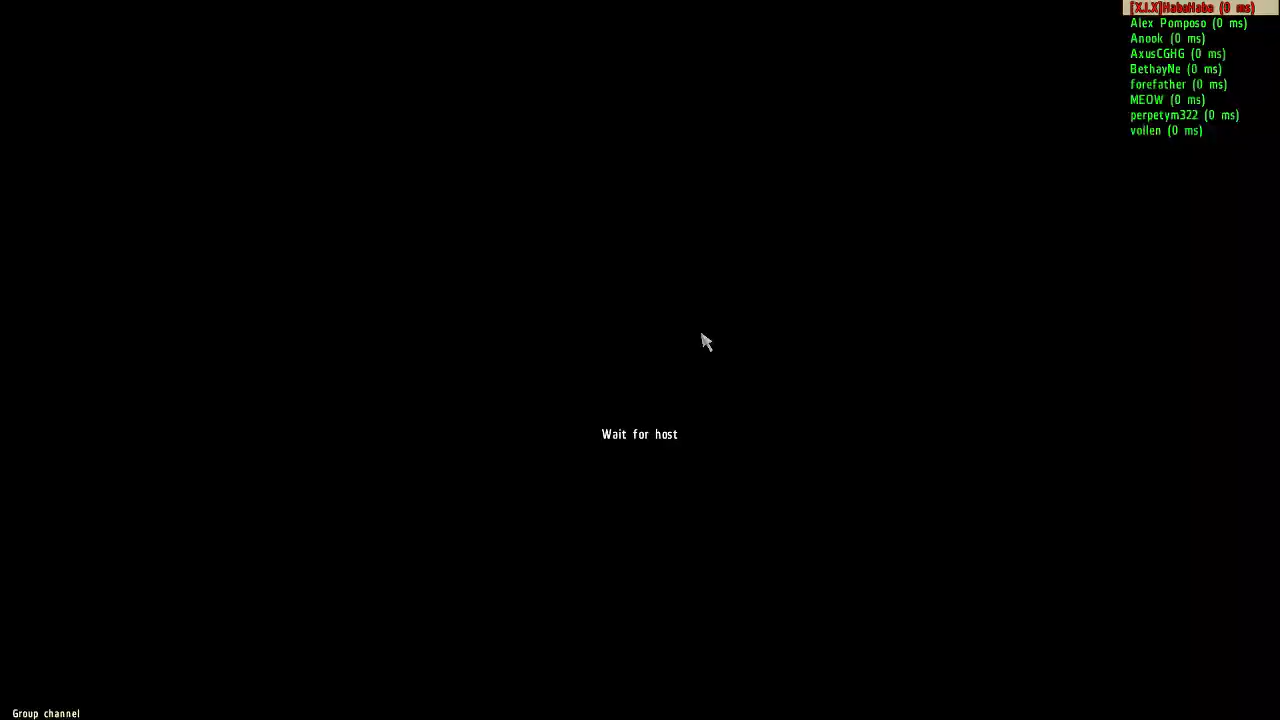 [X.I.X]HabaHabe (0 ms)
Alex Pomposo (0 ms)
Anook (0 ms)
AxusCGHG (0 ms)
BethayNe (0 ms)
forefather (0 ms)
MEOW (0 ms)
perpetym322 (0 ms)
vollen (0 ms)
Wait for host
Group channel